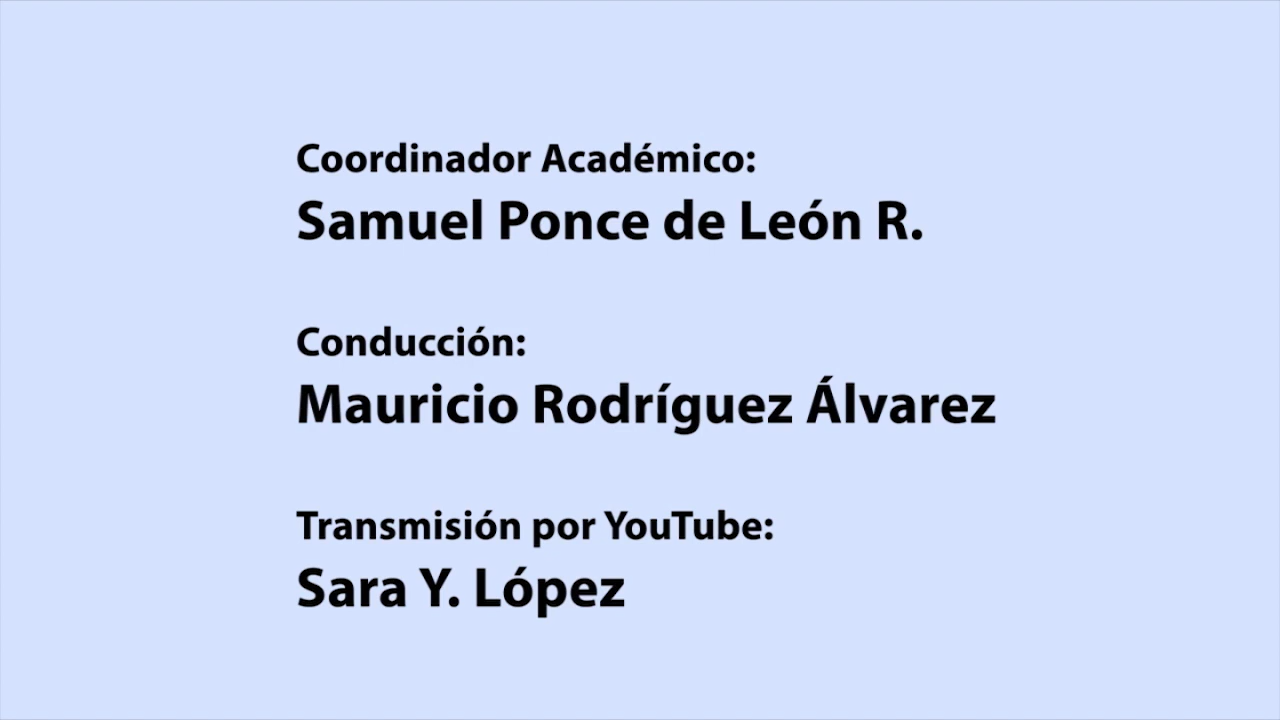 Coordinador Académico:
Samuel Ponce de León R.
Conducción:
Mauricio Rodríguez Álvarez
Transmisión por YouTube:
Sara Y. López